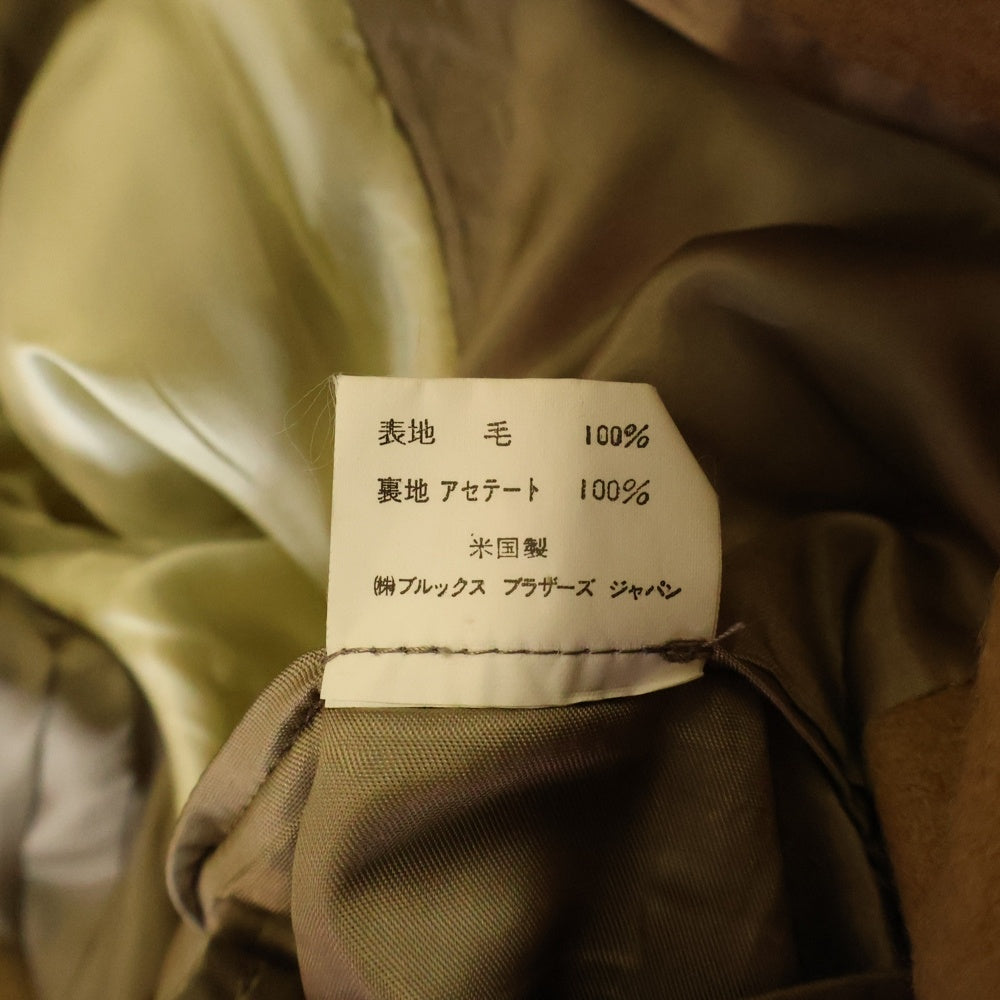 表地 毛 100%
裏地 アセテート 100%
米国製
㈱ブルックス ブラザーズ ジャパン